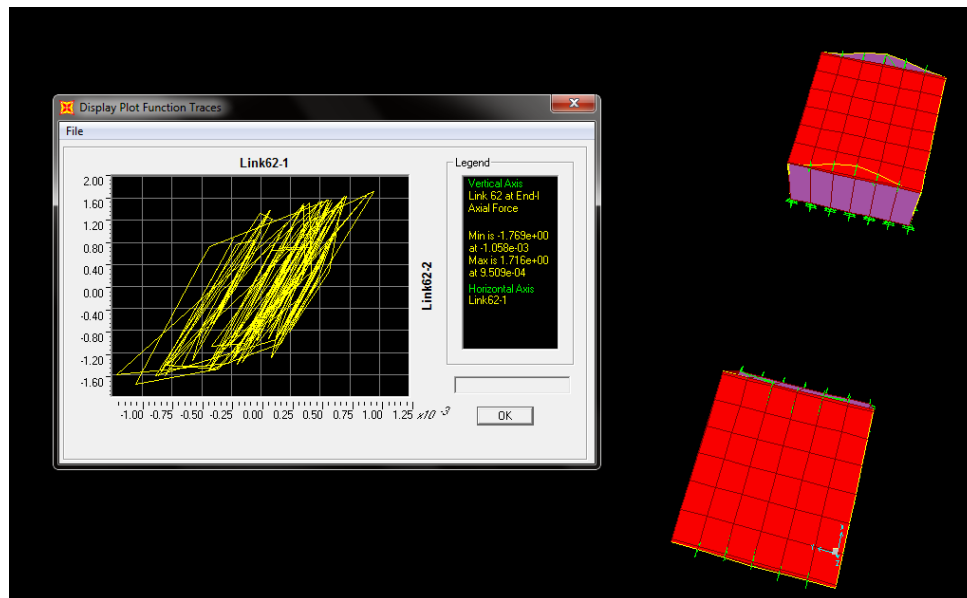 Display Plot Function Traces
File
Link62-1
Legend
2.00
1.60
1.20
0.80
0.40
0.00
-0.40
-0.80
-1.20
-1.60
Link62-2
Vertical Axis
Link 62 at End-I
Axial Force
Min is -1.769e+00
at -1.058e-03
Max is 1.716e+00
at 9.509e-04
Horizontal Axis
Link62-1
-1.00 -0.75 -0.50 -0.25 0.00 0.25 0.50 0.75 1.00 1.25 x10 -3
OK